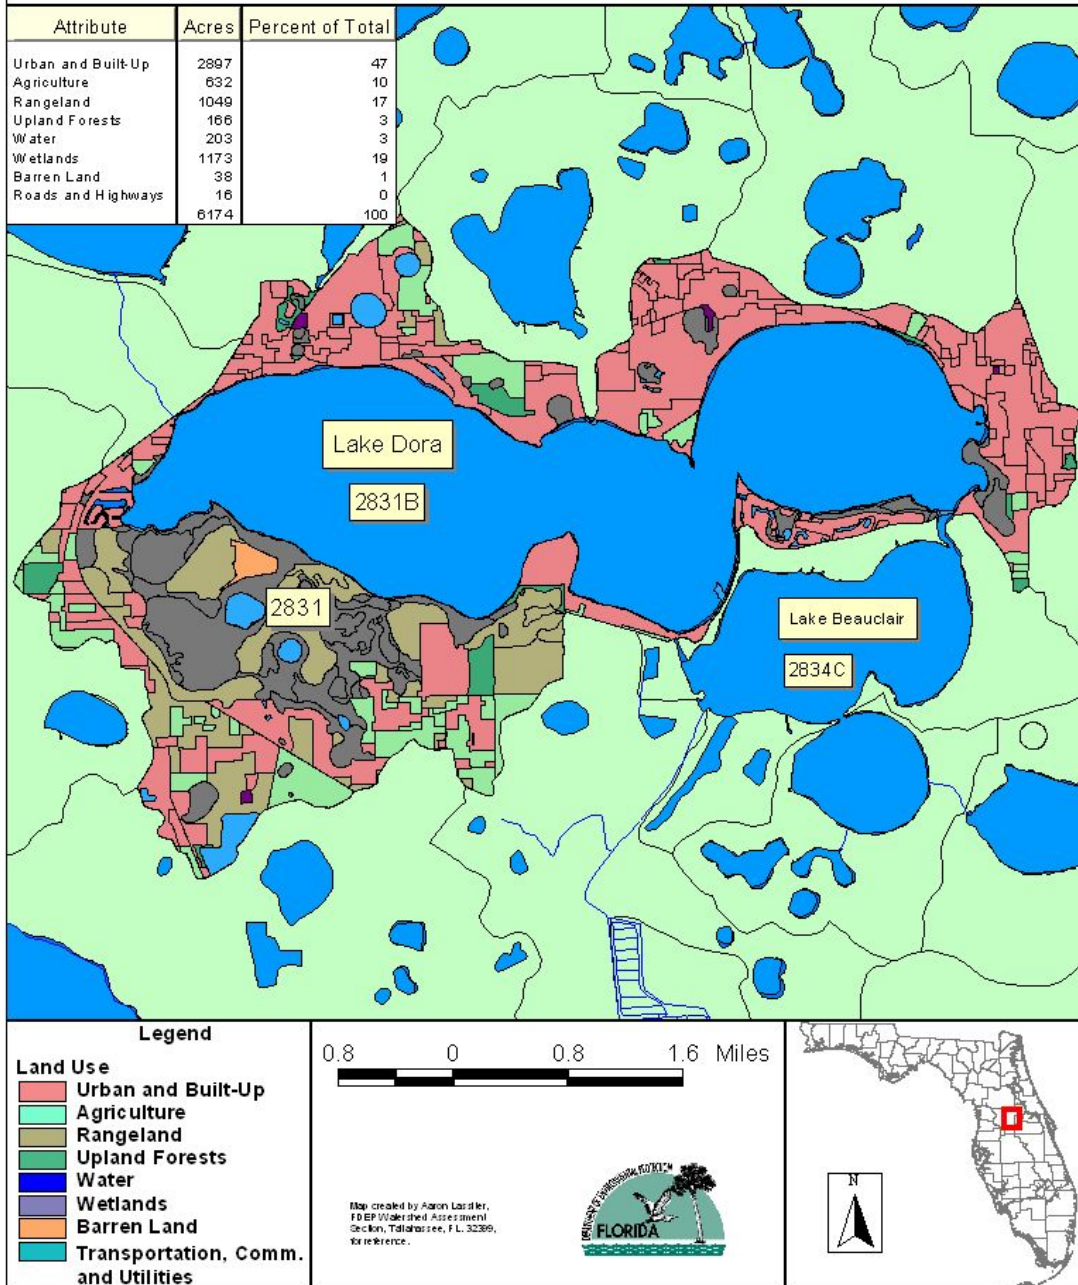 Attribute Acres Percent of Total
Urban and Built-Up 2897 47
Agriculture 632 10
Rangeland 1049 17
Upland Forests 166 3
Water 203 3
Wetlands 1173 19
Barren Land 38 1
Roads and Highways 16 0
6174 100
Lake Dora
2831B
2831
Lake Beauclair
2834C
Legend
Land Use
Urban and Built-Up
Agriculture
Rangeland
Upland Forests
Water
Wetlands
Barren Land
Transportation, Comm.
and Utilities
0.8 0 0.8 1.6 Miles
Map created by Aaron Lassiter,
FDEP Watershed Assessment
Section, Tallahassee, FL. 32399,
for reference.
DEPARTMENT OF ENVIRONMENTAL PROTECTION
FLORIDA
N